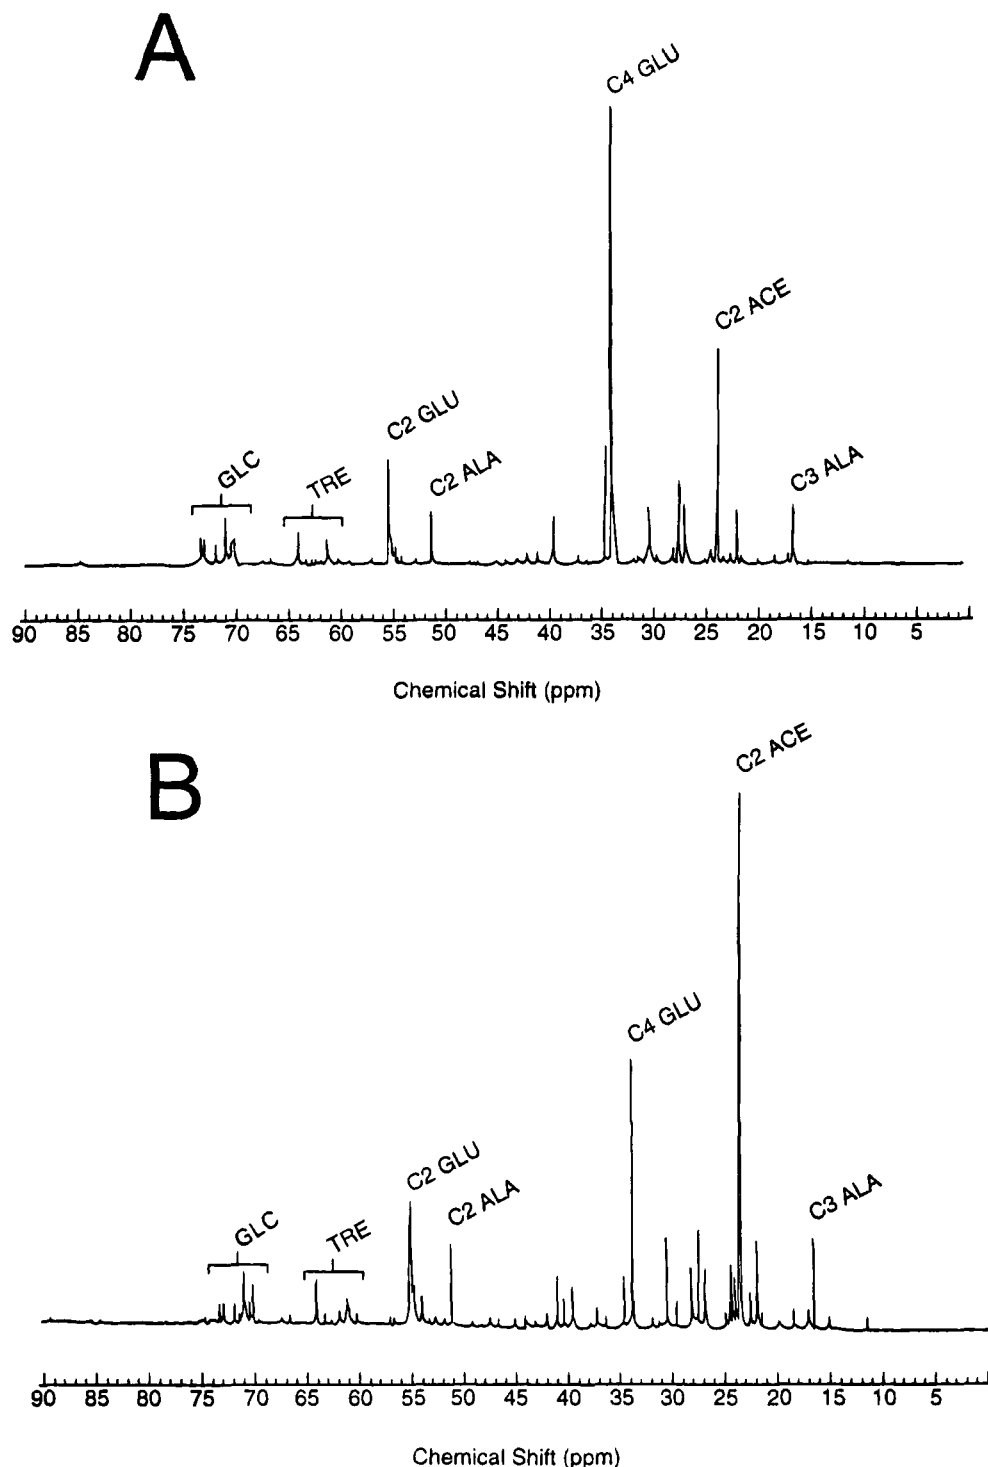 A
C4 GLU
C2 ACE
C2 GLU
C2 ALA
C3 ALA
GLC
TRE
90 85 80 75 70 65 60 55 50 45 40 35 30 25 20 15 10 5
Chemical Shift (ppm)
B
C2 ACE
C4 GLU
C2 GLU
C2 ALA
C3 ALA
GLC
TRE
90 85 80 75 70 65 60 55 50 45 40 35 30 25 20 15 10 5
Chemical Shift (ppm)